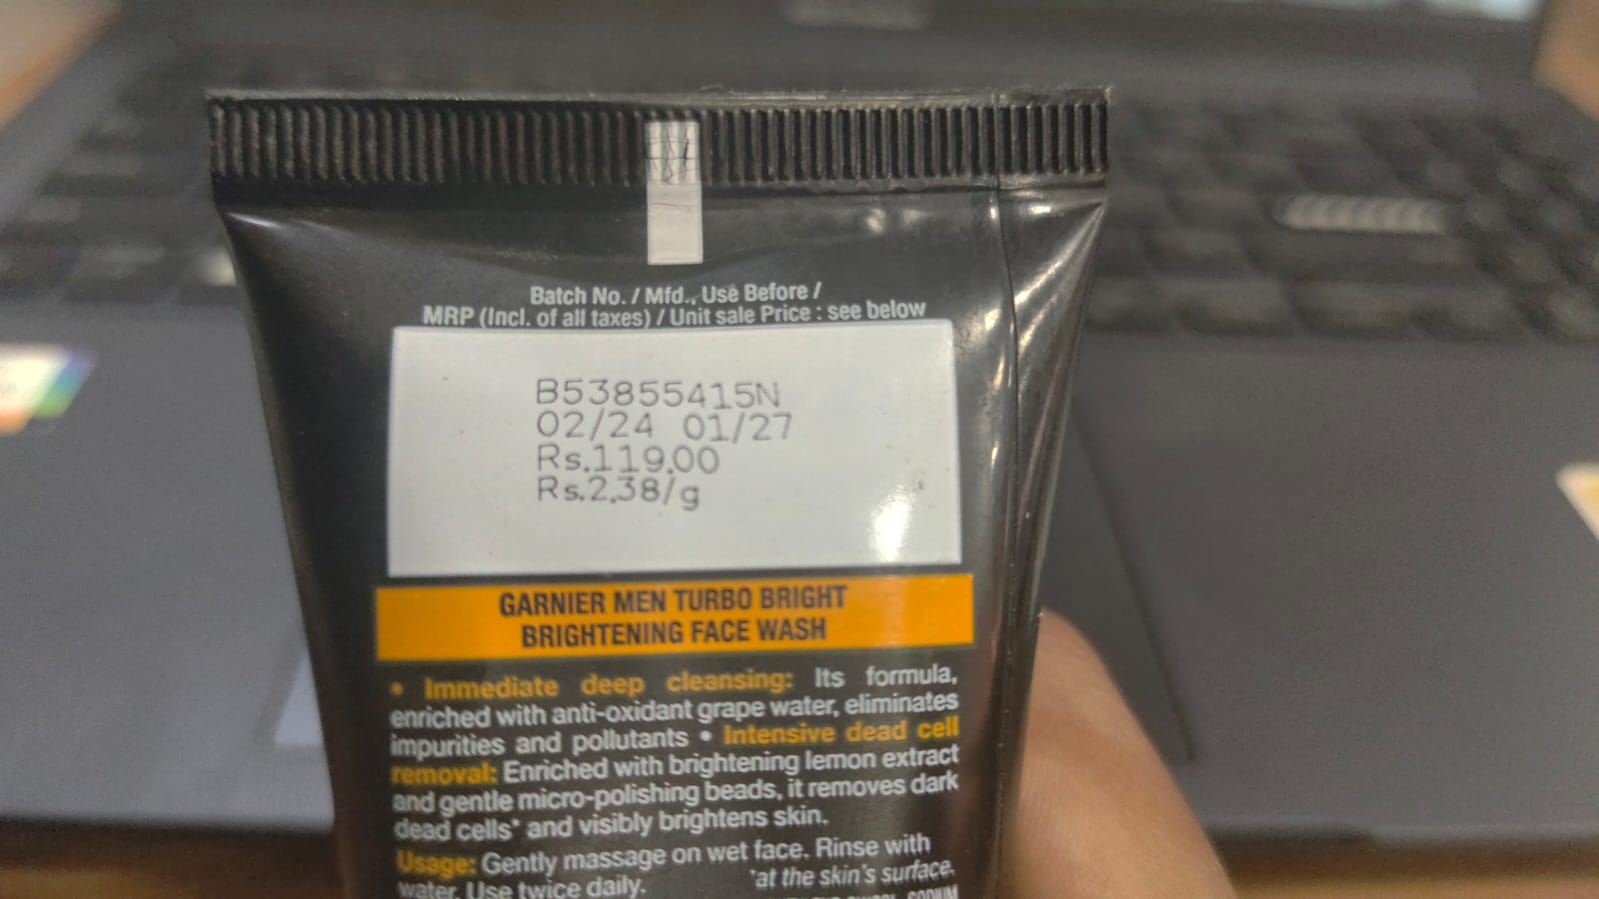 Batch No. / Mfd., Use Before /
MRP (Incl. of all taxes) / Unit sale Price : see below
B53855415N
02/24 01/27
Rs.119.00
Rs.2.38/g
GARNIER MEN TURBO BRIGHT
BRIGHTENING FACE WASH
• Immediate deep cleansing: Its formula,
enriched with anti-oxidant grape water, eliminates
impurities and pollutants • Intensive dead cell
removal: Enriched with brightening lemon extract
and gentle micro-polishing beads, it removes dark
dead cells* and visibly brightens skin.
Usage: Gently massage on wet face. Rinse with
water. Use twice daily. *at the skin's surface.